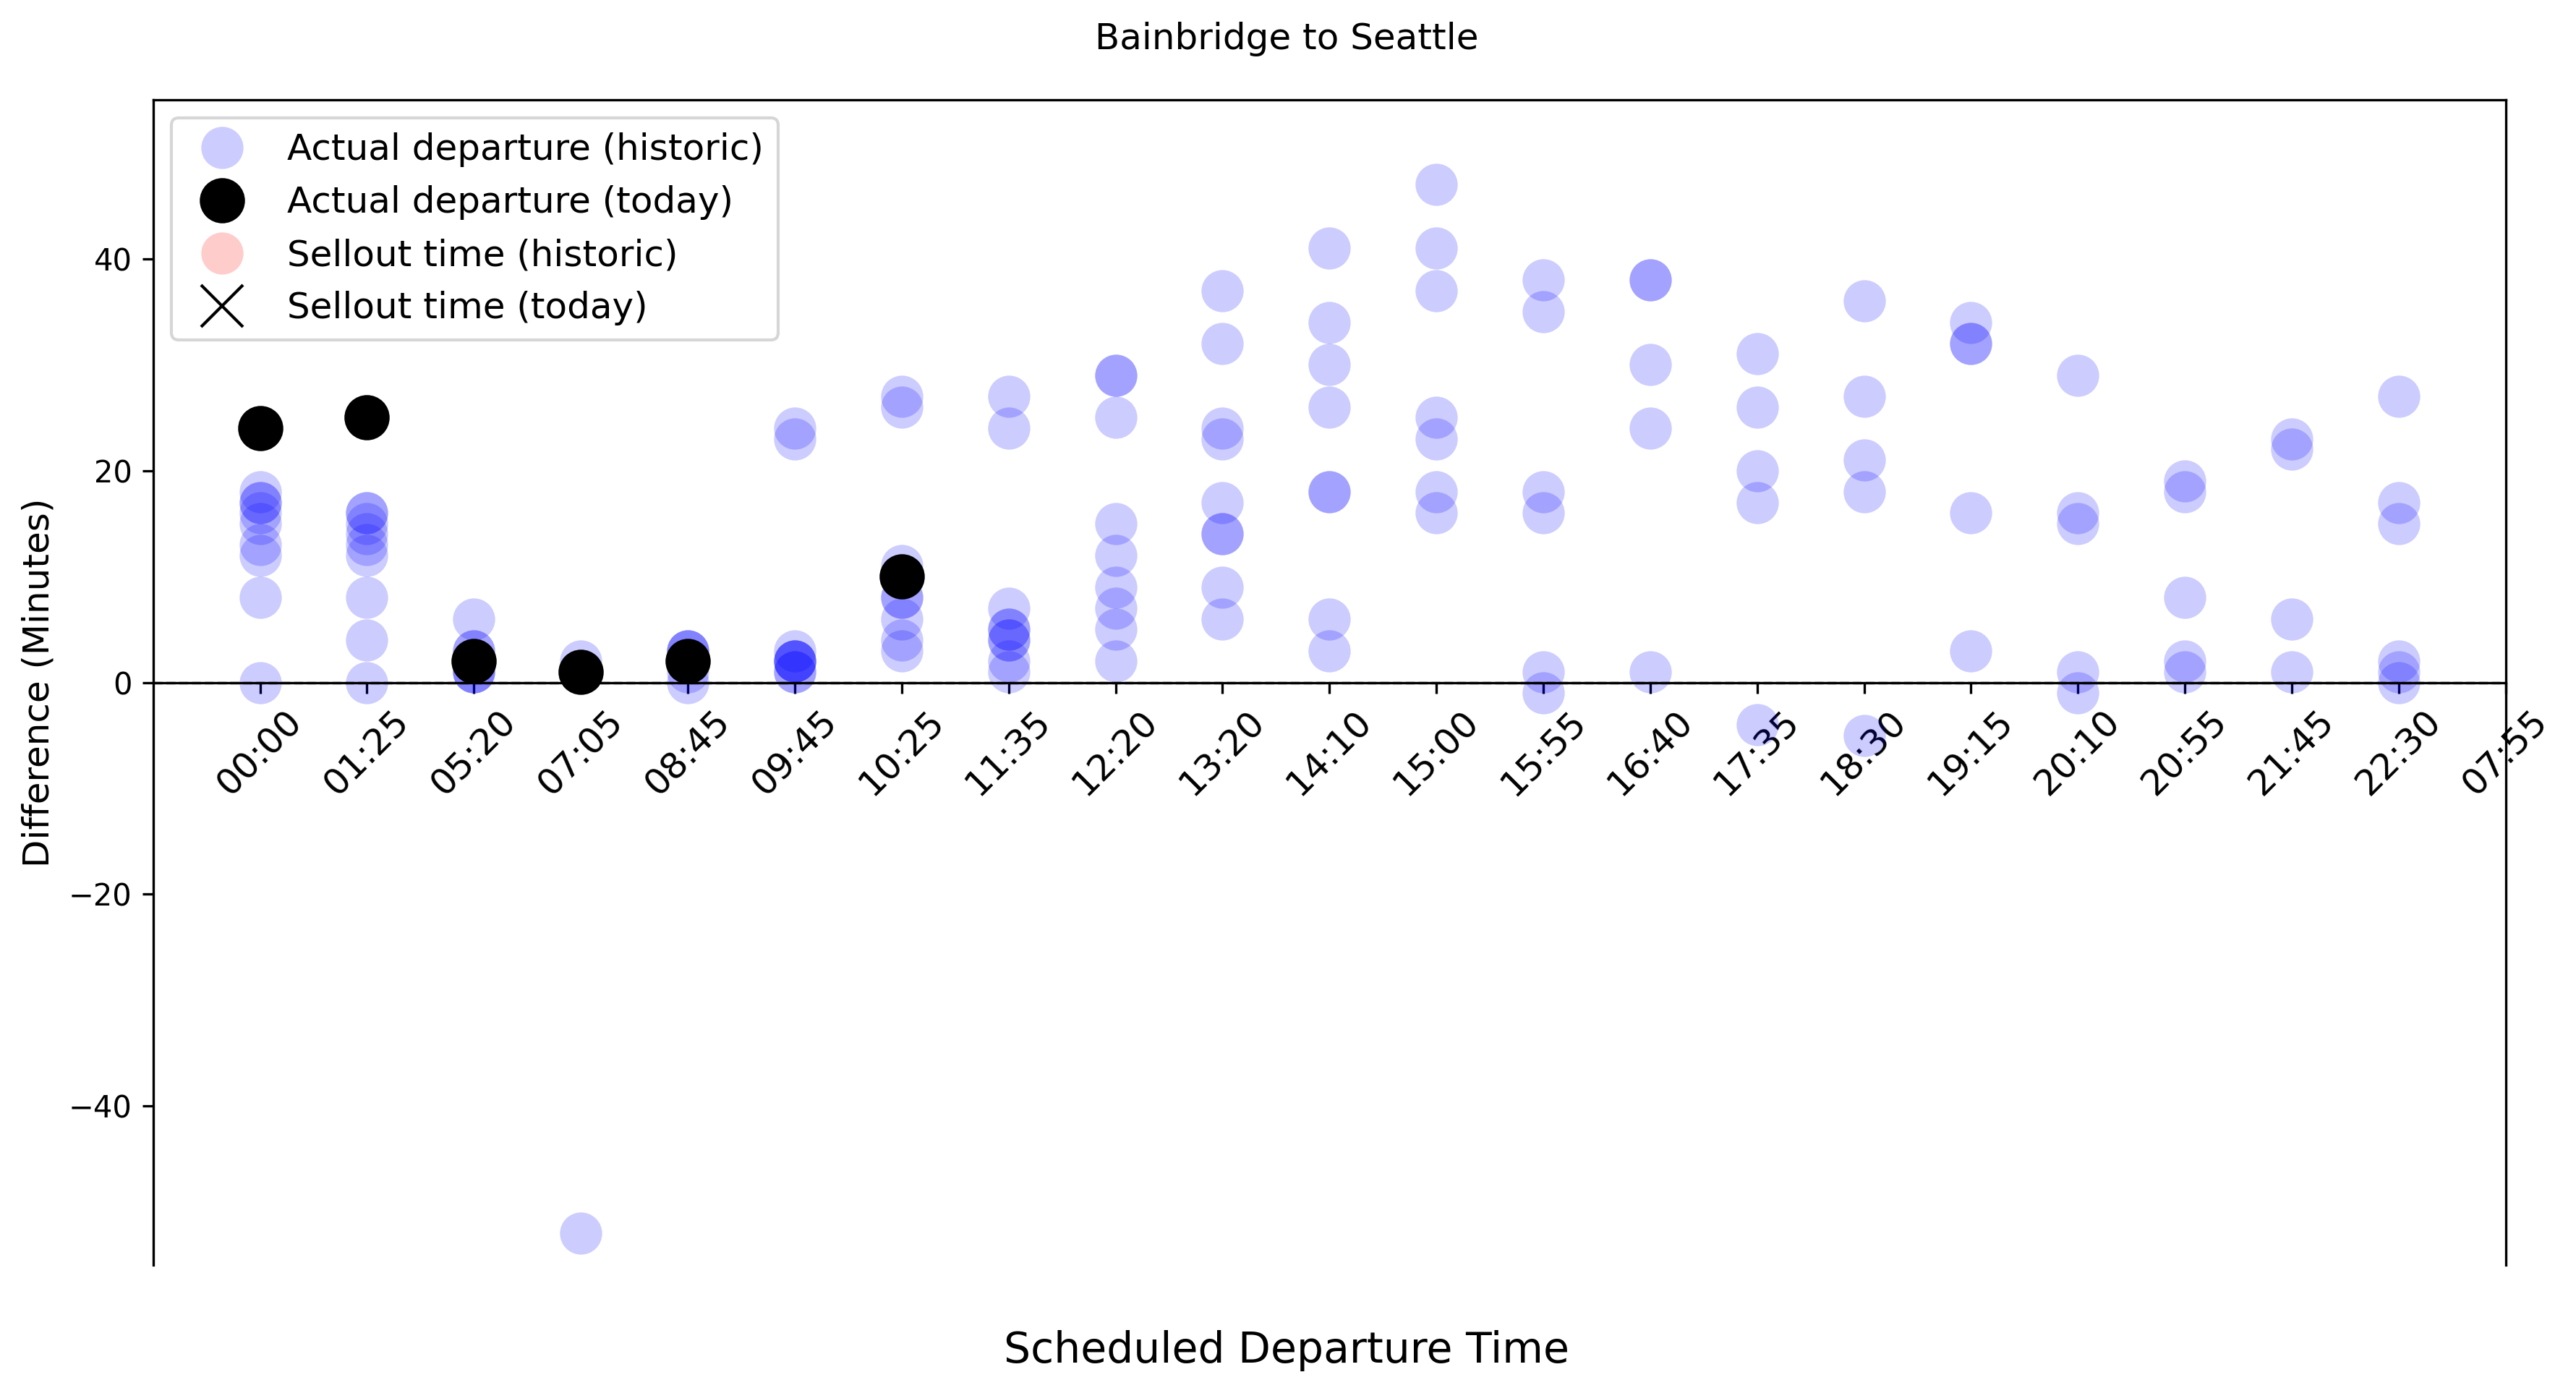 Bainbridge to Seattle
Actual departure (historic)
Actual departure (today)
Sellout time (historic)
Sellout time (today)
Difference (Minutes)
40
20
0
−20
−40
00:00 01:25 05:20 07:05 08:45 09:45 10:25 11:35 12:20 13:20 14:10 15:00 15:55 16:40 17:35 18:30 19:15 20:10 20:55 21:45 22:30 07:55
Scheduled Departure Time